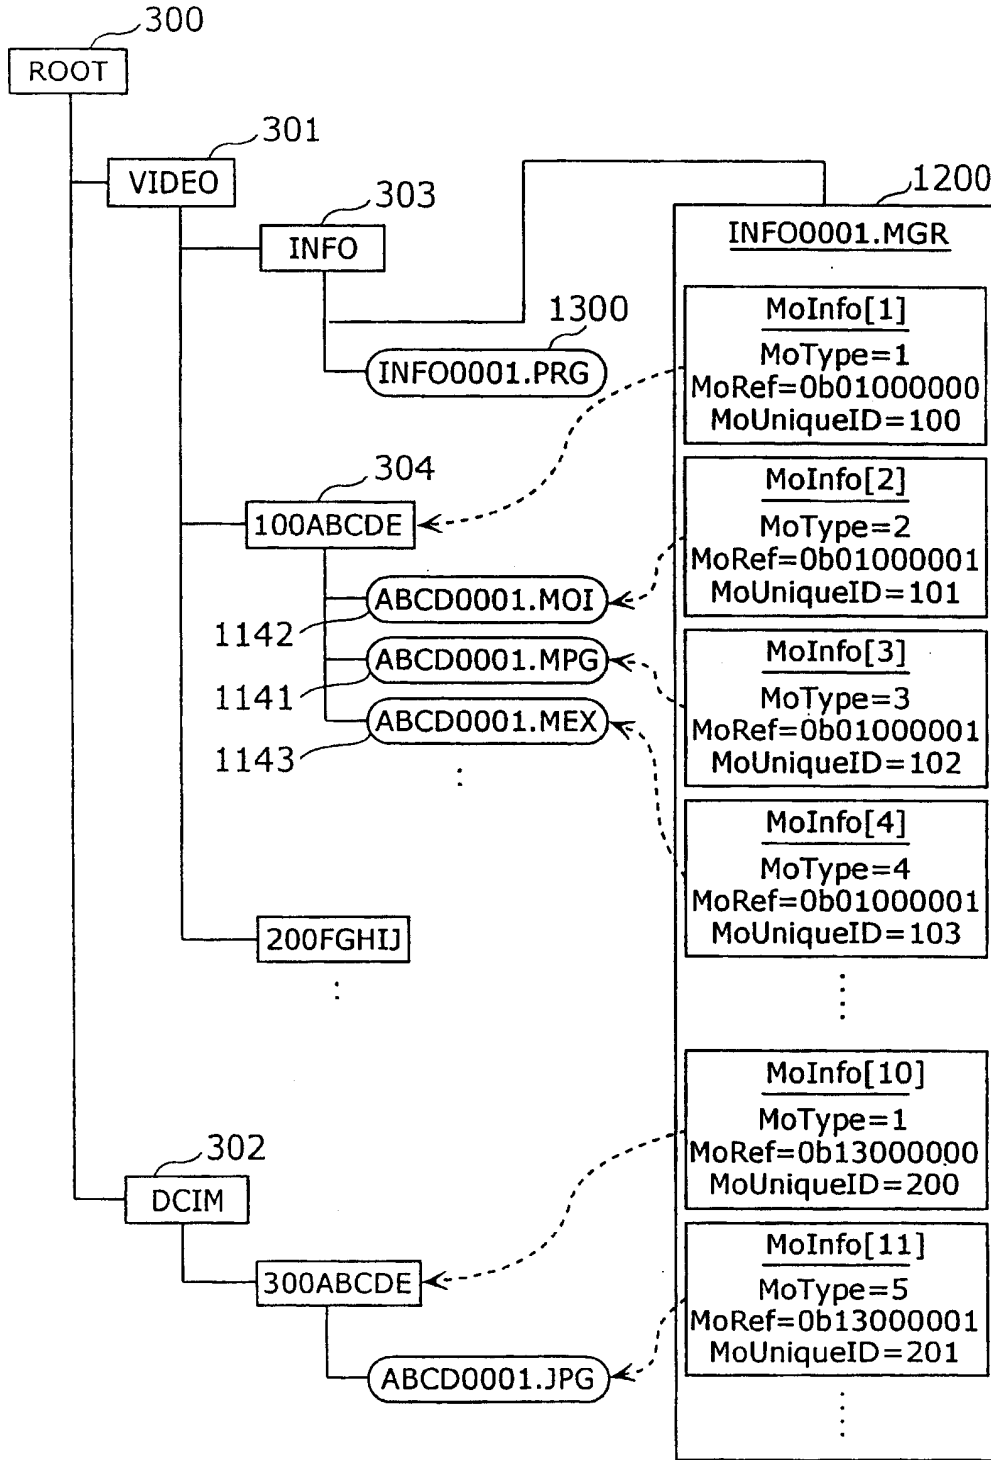 300
ROOT
301
VIDEO
303
INFO
1300
INFO0001.PRG
304
100ABCDE
ABCD0001.MOI
1142
ABCD0001.MPG
1141
ABCD0001.MEX
1143
:
200FGHIJ
:
302
DCIM
300ABCDE
ABCD0001.JPG
1200
INFO0001.MGR
MoInfo[1]
MoType=1
MoRef=0b01000000
MoUniqueID=100
MoInfo[2]
MoType=2
MoRef=0b01000001
MoUniqueID=101
MoInfo[3]
MoType=3
MoRef=0b01000001
MoUniqueID=102
MoInfo[4]
MoType=4
MoRef=0b01000001
MoUniqueID=103
MoInfo[10]
MoType=1
MoRef=0b13000000
MoUniqueID=200
MoInfo[11]
MoType=5
MoRef=0b13000001
MoUniqueID=201